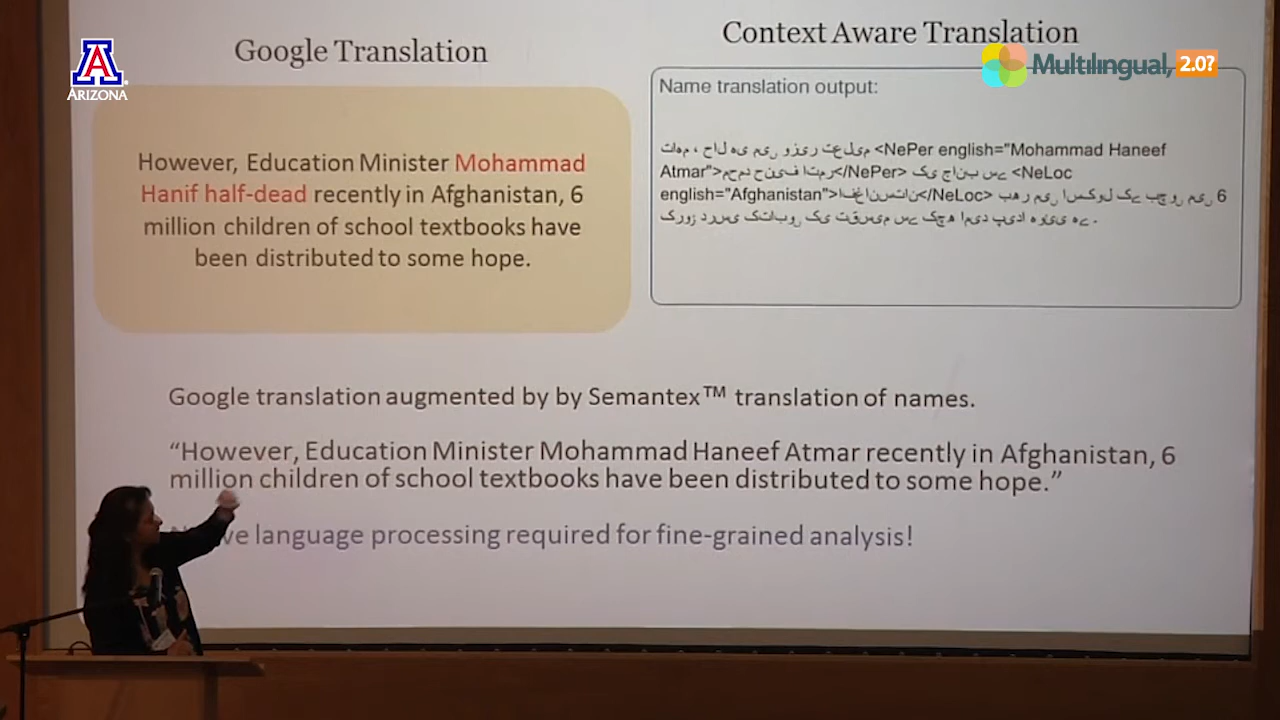 Google Translation
However, Education Minister Mohammad
Hanif half-dead recently in Afghanistan, 6
million children of school textbooks have
been distributed to some hope.
Context Aware Translation
Name translation output:
تاہم ، حال ہی میں وزیر تعلیم <NePer english="Mohammad Haneef
Atmar">محمد حنیف اتمر</NePer> کی جانب سے <NeLoc
english="Afghanistan">افغانستان</NeLoc> بھر میں اسکول کے بچوں میں 6
کروڑ درسی کتابوں کی تقسیم سے کچھ امید پیدا ہوئی ہے .
Google translation augmented by by Semantex™ translation of names.
“However, Education Minister Mohammad Haneef Atmar recently in Afghanistan, 6
million children of school textbooks have been distributed to some hope.”
language processing required for fine-grained analysis!
A
ARIZONA
Multilingual, 2.0?